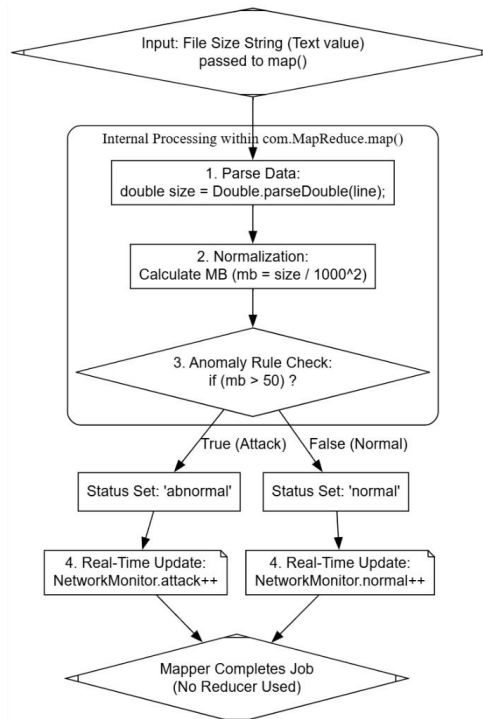 Input: File Size String (Text value)
passed to map()
Internal Processing within com.MapReduce.map()
1. Parse Data:
double size = Double.parseDouble(line);
2. Normalization:
Calculate MB (mb = size / 1000^2)
3. Anomaly Rule Check:
if (mb > 50) ?
True (Attack)
False (Normal)
Status Set: 'abnormal'
Status Set: 'normal'
4. Real-Time Update:
NetworkMonitor.attack++
4. Real-Time Update:
NetworkMonitor.normal++
Mapper Completes Job
(No Reducer Used)